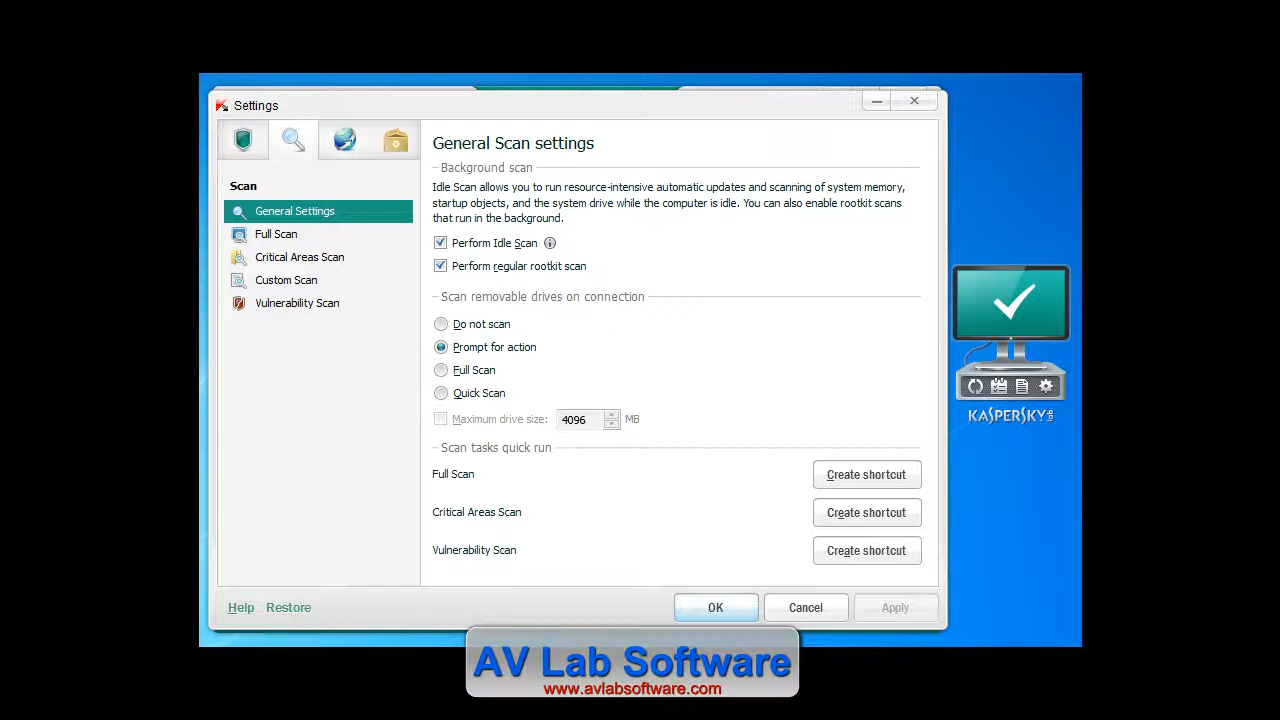 Settings
General Scan settings
Scan
General Settings
Full Scan
Critical Areas Scan
Custom Scan
Vulnerability Scan
Background scan
Idle Scan allows you to run resource-intensive automatic updates and scanning of system memory,
startup objects, and the system drive while the computer is idle. You can also enable rootkit scans
that run in the background.
Perform Idle Scan
Perform regular rootkit scan
Scan removable drives on connection
Do not scan
Prompt for action
Full Scan
Quick Scan
Maximum drive size: 4096 MB
Scan tasks quick run
Full Scan Create shortcut
Critical Areas Scan Create shortcut
Vulnerability Scan Create shortcut
Help Restore OK Cancel Apply
KASPERSKY LAB
AV Lab Software
www.avlabsoftware.com